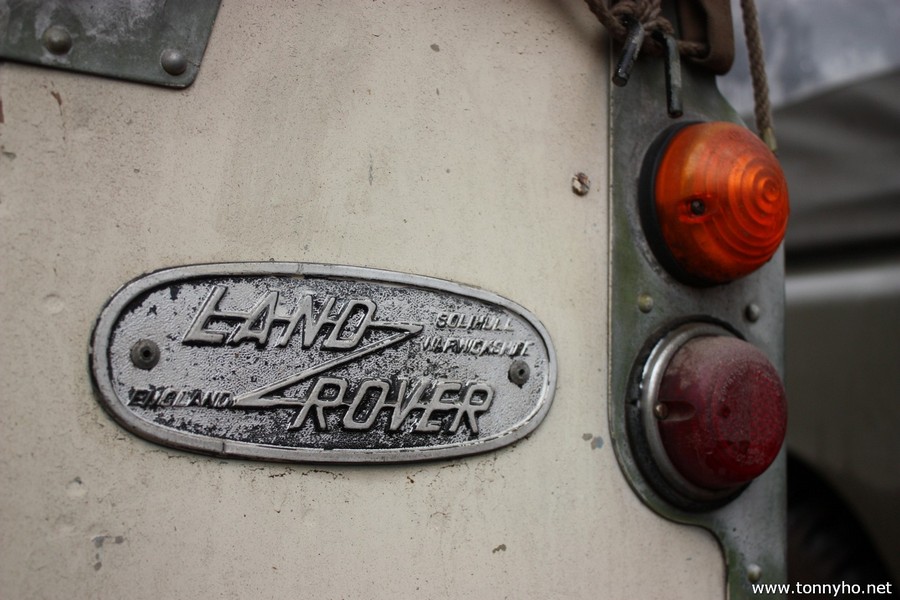 LAND
SOLIHULL
WARWICKSHIRE
ENGLAND
ROVER
www.tonnyho.net